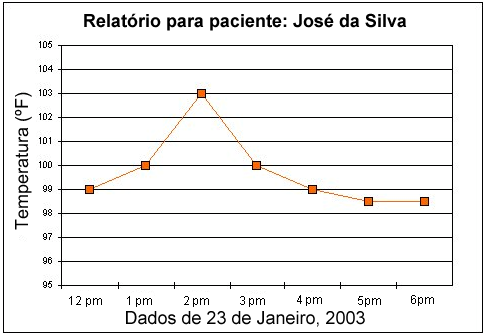 Relatório para paciente: José da Silva
Temperatura (ºF)
105
104
103
102
101
100
99
98
97
96
95
12 pm 1 pm 2 pm 3 pm 4 pm 5pm 6pm
Dados de 23 de Janeiro, 2003